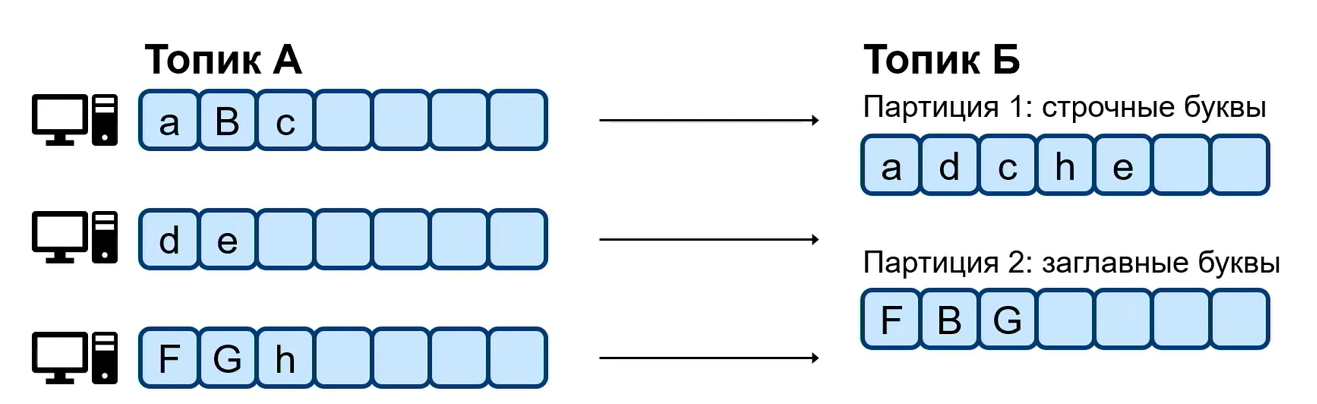 Топик А
a B c
d e
F G h
Топик Б
Партиция 1: строчные буквы
a d c h e
Партиция 2: заглавные буквы
F B G